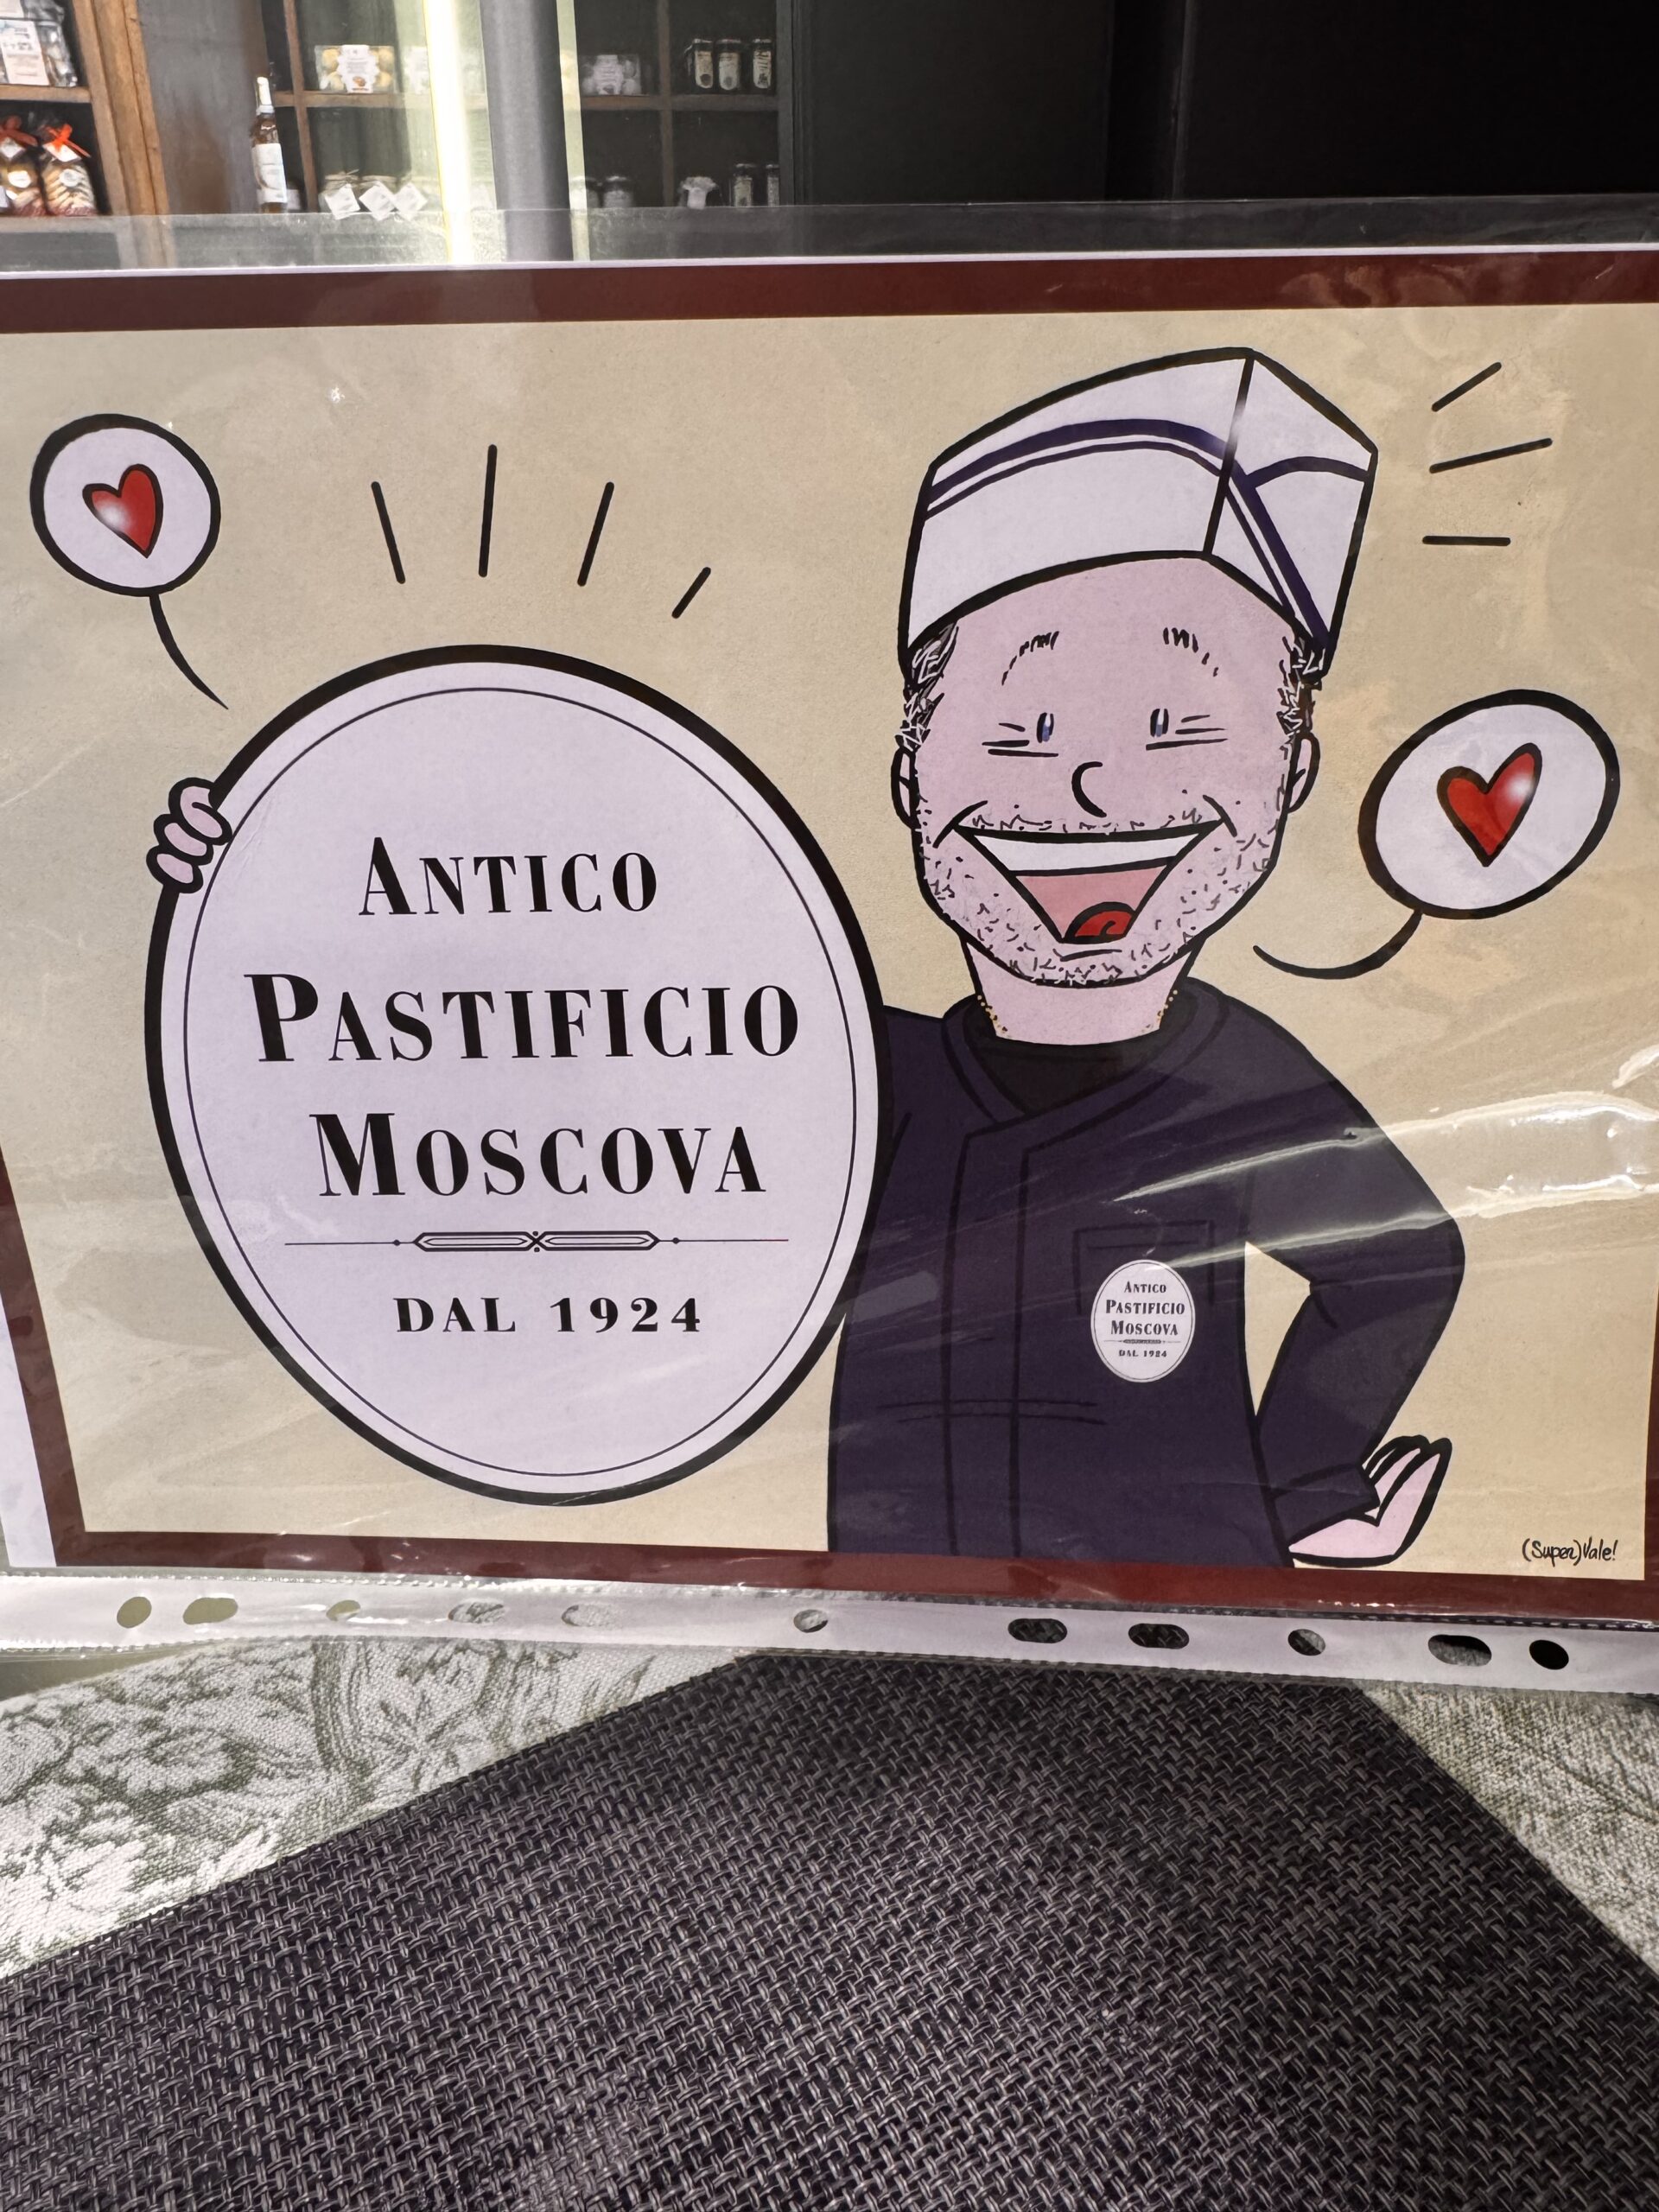 ANTICO
PASTIFICIO
MOSCOVA
DAL 1924
ANTICO
PASTIFICIO
MOSCOVA
DAL 1924
(Super)Vale!